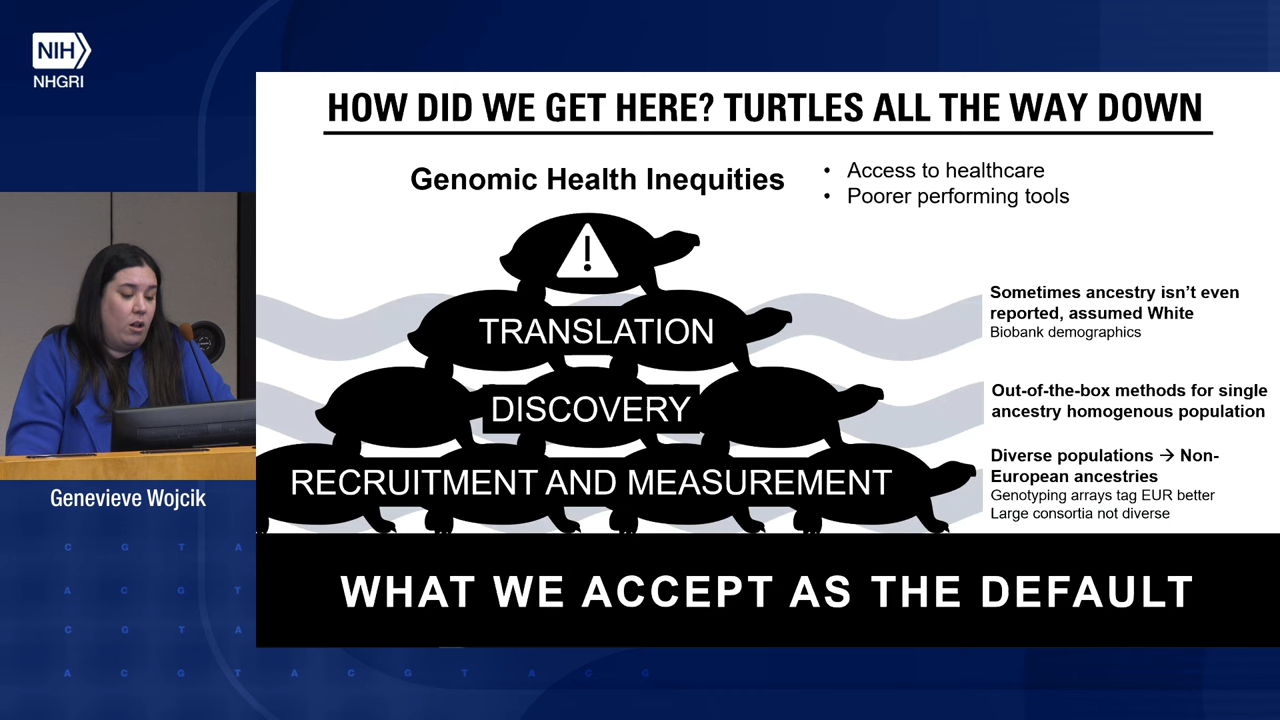 NIH
NHGRI
HOW DID WE GET HERE? TURTLES ALL THE WAY DOWN
Genomic Health Inequities
• Access to healthcare
• Poorer performing tools
!
TRANSLATION
Sometimes ancestry isn't even
reported, assumed White
Biobank demographics
DISCOVERY
Out-of-the-box methods for single
ancestry homogenous population
RECRUITMENT AND MEASUREMENT
Diverse populations → Non-
European ancestries
Genotyping arrays tag EUR better
Large consortia not diverse
WHAT WE ACCEPT AS THE DEFAULT
Genevieve Wojcik
C G T A
A C G T
C G T A
A C G T A C G T A C G